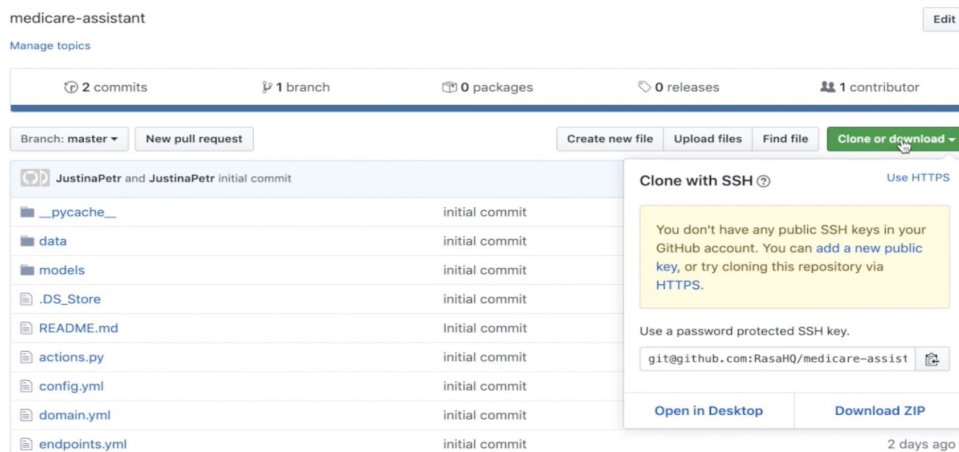 medicare-assistant
Edit
Manage topics
2 commits
1 branch
0 packages
0 releases
1 contributor
Branch: master
New pull request
Create new file
Upload files
Find file
Clone or download
JustinaPetr and JustinaPetr initial commit
__pycache__ initial commit
data initial commit
models initial commit
.DS_Store initial commit
README.md Initial commit
actions.py initial commit
config.yml initial commit
domain.yml initial commit
endpoints.yml initial commit 2 days ago
Clone with SSH ?
Use HTTPS
You don't have any public SSH keys in your
GitHub account. You can add a new public
key, or try cloning this repository via
HTTPS.
Use a password protected SSH key.
git@github.com:RasaHQ/medicare-assist
Open in Desktop
Download ZIP